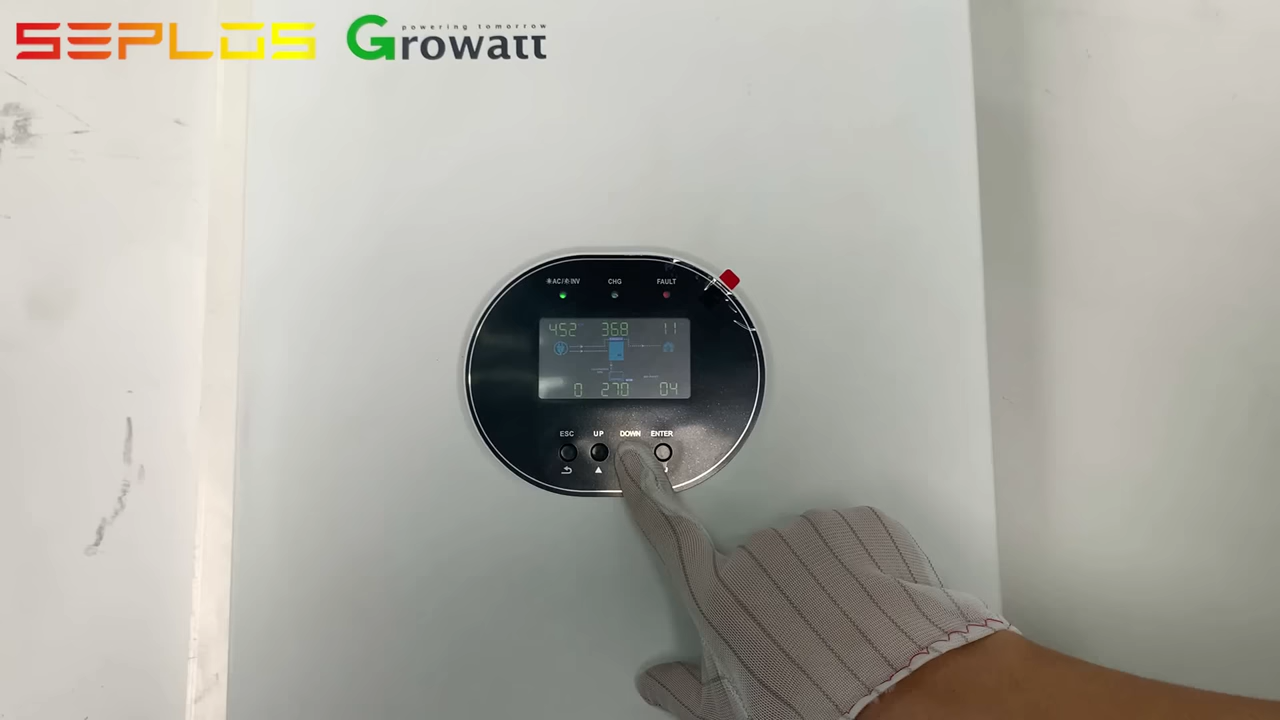 SEPLOS
powering tomorrow
Growatt
AC/ INV CHG FAULT
452 368 11
0 270 04
ESC UP DOWN ENTER